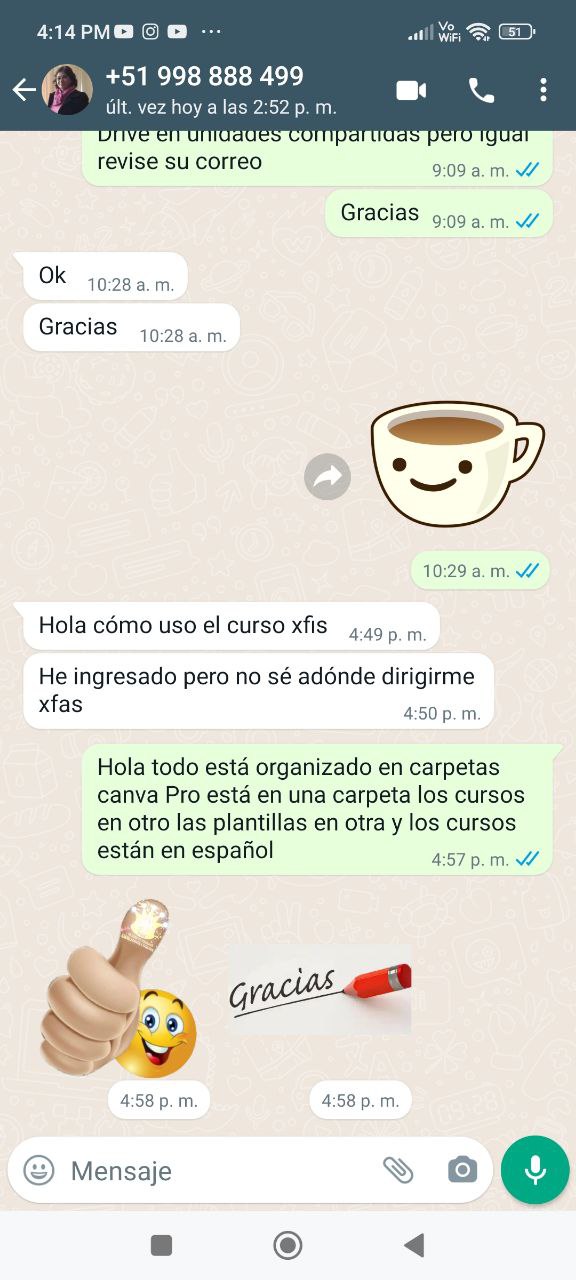 4:14 PM
Vo
WiFi
51
+51 998 888 499
últ. vez hoy a las 2:52 p. m.
Drive en unidades compartidas pero igual
revise su correo
9:09 a. m.
Gracias 9:09 a. m.
Ok 10:28 a. m.
Gracias 10:28 a. m.
10:29 a. m.
Hola cómo uso el curso xfis 4:49 p. m.
He ingresado pero no sé adónde dirigirme
xfas
4:50 p. m.
Hola todo está organizado en carpetas
canva Pro está en una carpeta los cursos
en otro las plantillas en otra y los cursos
están en español
4:57 p. m.
Gracias
4:58 p. m.
4:58 p. m.
Mensaje